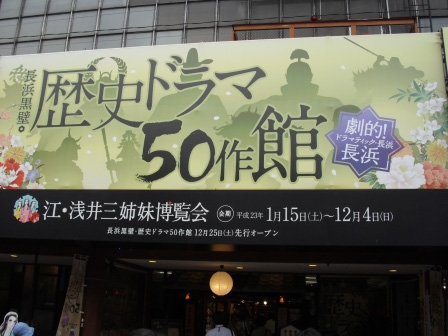 長浜黒壁。
歴史ドラマ
50作館
劇的!
ドラマティック・長浜
長浜
江・浅井三姉妹博覧会 会期 平成23年 1月15日(土)~12月4日(日)
長浜黒壁・歴史ドラマ50作館 12月25日(土)先行オープン